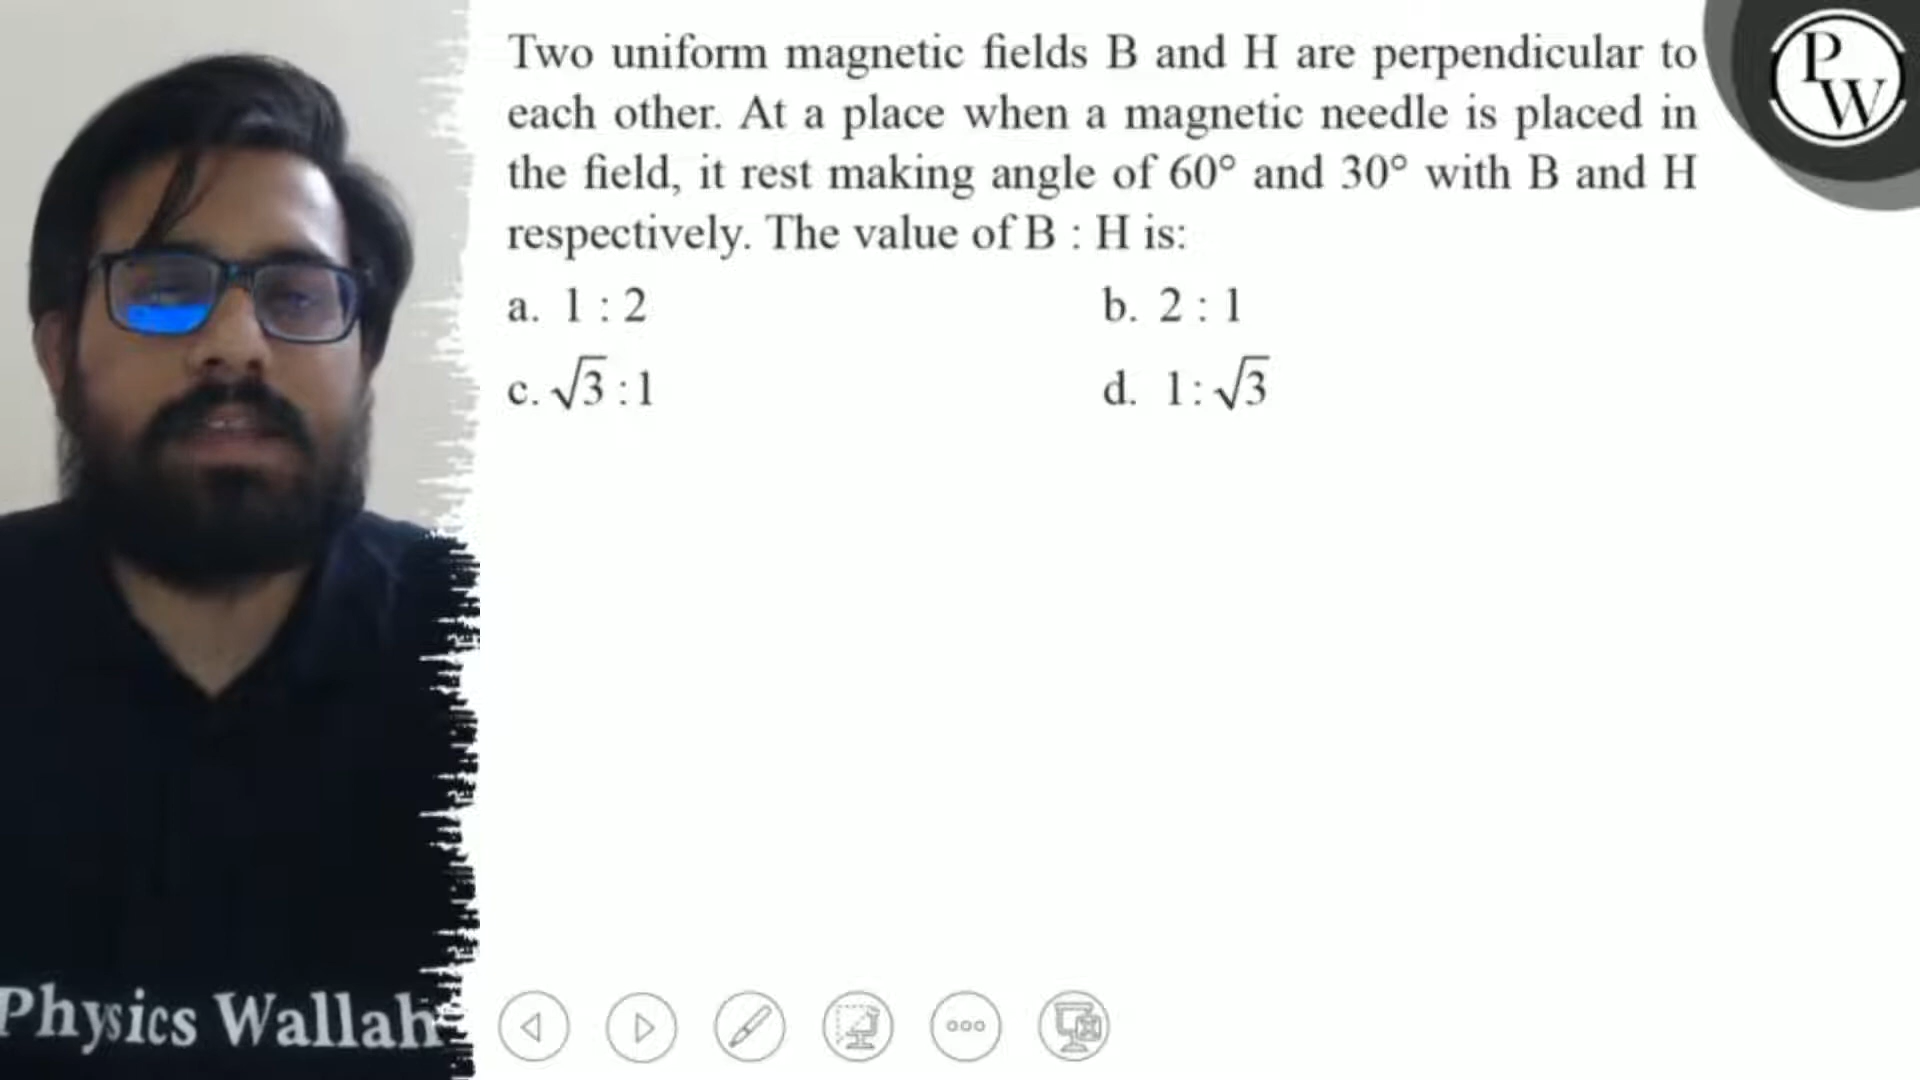 Two uniform magnetic fields B and H are perpendicular to
each other. At a place when a magnetic needle is placed in
the field, it rest making angle of 60° and 30° with B and H
respectively. The value of B : H is:
a. 1 : 2
b. 2 : 1
c. √3 : 1
d. 1 : √3
PW
Physics Wallah